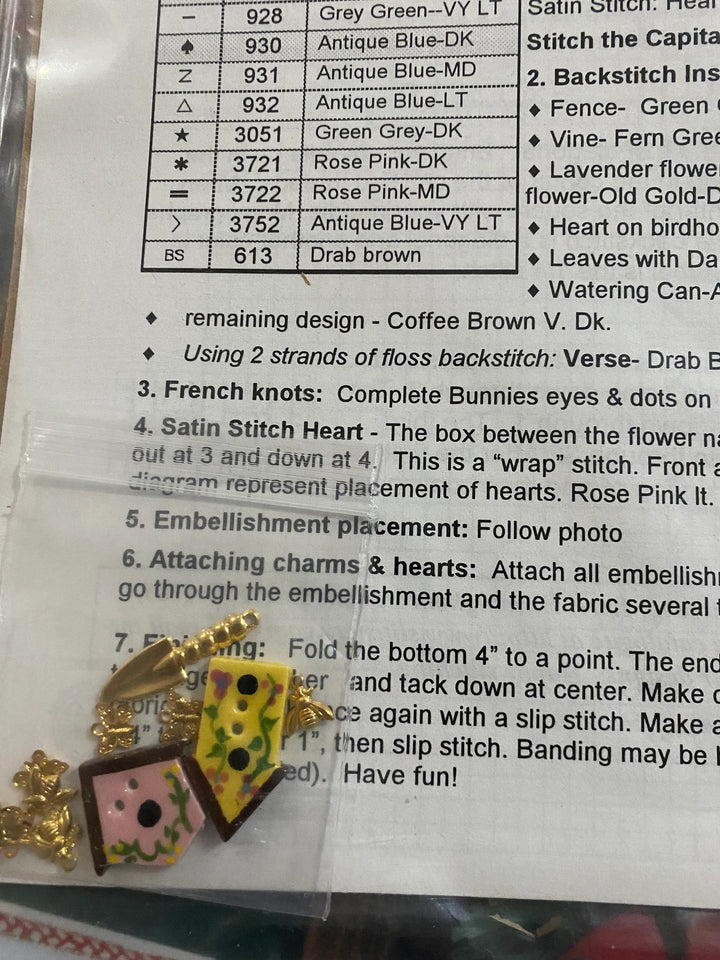 – 928 Grey Green--VY LT
♠ 930 Antique Blue-DK
Z 931 Antique Blue-MD
△ 932 Antique Blue-LT
★ 3051 Green Grey-DK
✱ 3721 Rose Pink-DK
= 3722 Rose Pink-MD
> 3752 Antique Blue-VY LT
BS 613 Drab brown
Satin Stitch:
Stitch the Capita
2. Backstitch Ins
♦ Fence- Green
♦ Vine- Fern Gree
♦ Lavender flowe
flower-Old Gold-D
♦ Heart on birdho
♦ Leaves with Da
♦ Watering Can-A
♦ remaining design - Coffee Brown V. Dk.
♦ Using 2 strands of floss backstitch: Verse- Drab B
3. French knots: Complete Bunnies eyes & dots on
4. Satin Stitch Heart - The box between the flower na
out at 3 and down at 4. This is a “wrap” stitch. Front a
diagram represent placement of hearts. Rose Pink lt.
5. Embellishment placement: Follow photo
6. Attaching charms & hearts: Attach all embellishm
go through the embellishment and the fabric several t
7. Finishing: Fold the bottom 4” to a point. The end
and tack down at center. Make
again with a slip stitch. Make a
1”, then slip stitch. Banding may be
ed). Have fun!